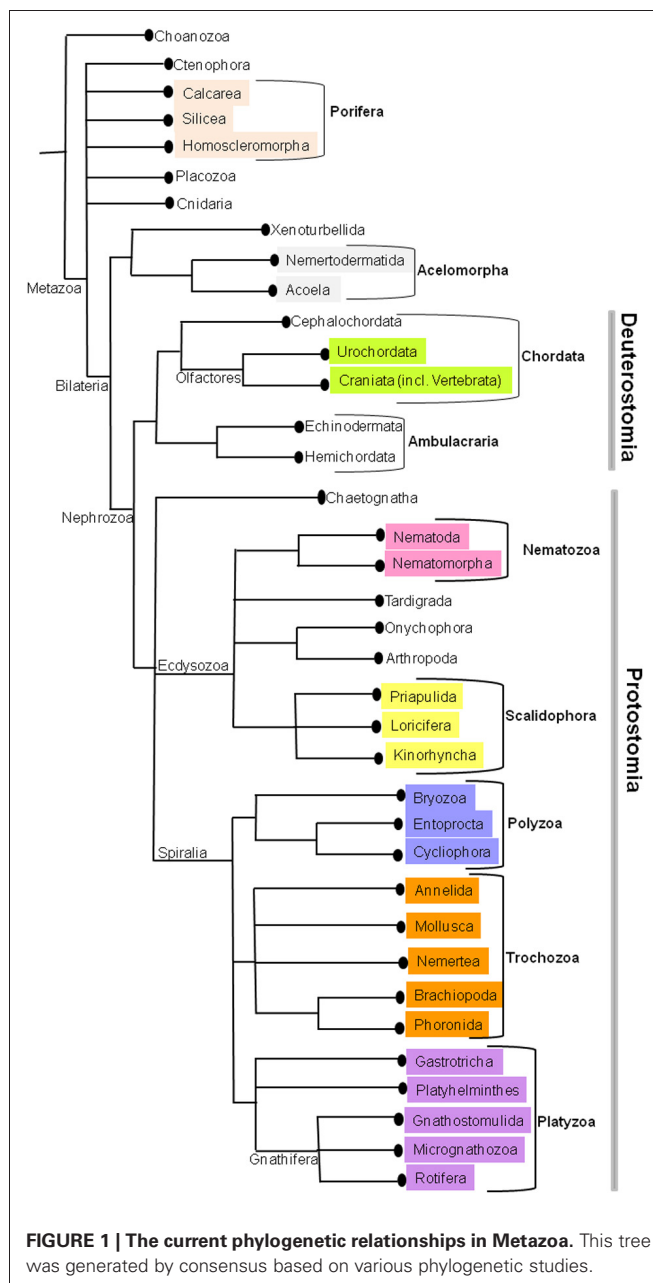 Choanozoa
Ctenophora
Calcarea
Porifera
Silicea
Homoscleromorpha
Placozoa
Cnidaria
Xenoturbellida
Nemertodermatida
Acelomorpha
Metazoa
Acoela
Cephalochordata
Deuterostomia
Urochordata
Chordata
Olfactores
Bilateria
Craniata (incl. Vertebrata)
Echinodermata
Ambulacraria
Hemichordata
Chaetognatha
Nephrozoa
Nematoda
Nematozoa
Nematomorpha
Tardigrada
Onychophora
Arthropoda
Ecdysozoa
Protostomia
Priapulida
Scalidophora
Loricifera
Kinorhyncha
Bryozoa
Polyzoa
Entoprocta
Spiralia
Cycliophora
Annelida
Mollusca
Trochozoa
Nemertea
Brachiopoda
Phoronida
Gastrotricha
Platyhelminthes
Gnathostomulida
Platyzoa
Gnathifera
Micrognathozoa
Rotifera
FIGURE 1 | The current phylogenetic relationships in Metazoa. This tree
was generated by consensus based on various phylogenetic studies.